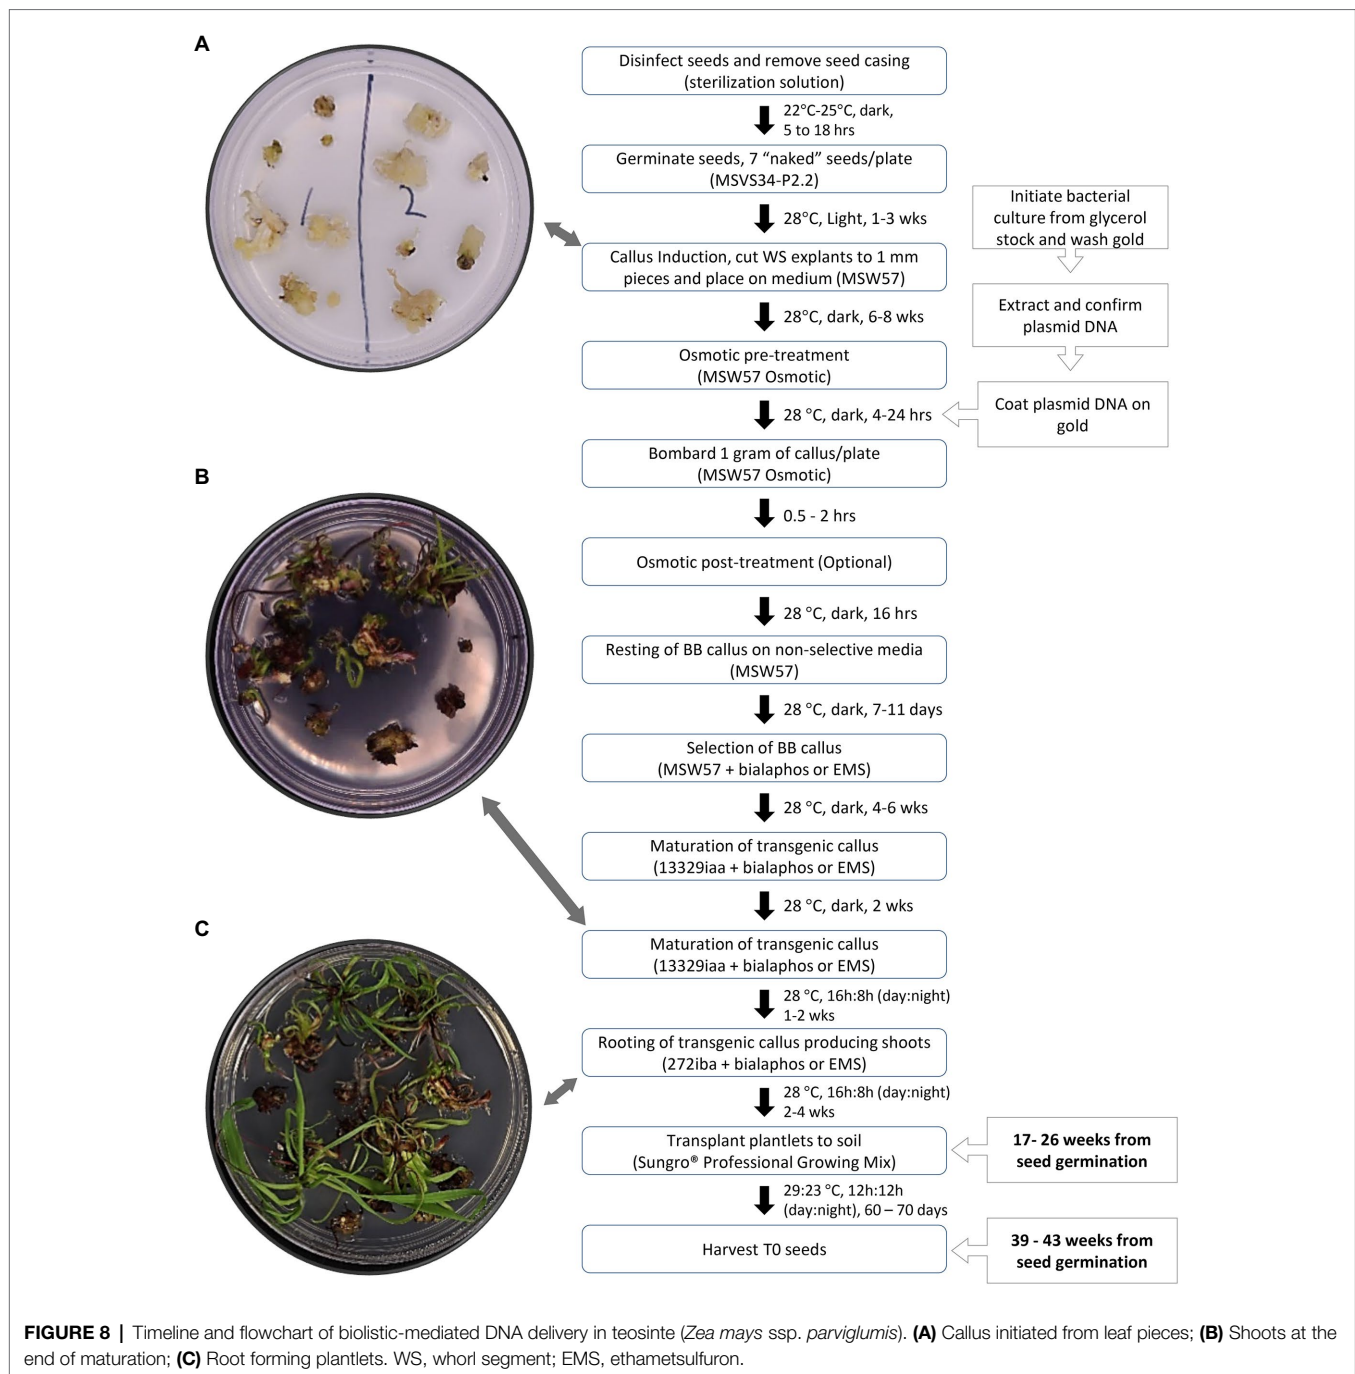 A
Disinfect seeds and remove seed casing
(sterilization solution)
22°C-25°C, dark,
5 to 18 hrs
Germinate seeds, 7 “naked” seeds/plate
(MSVS34-P2.2)
28°C, Light, 1-3 wks
Initiate bacterial
culture from glycerol
stock and wash gold
1
2
Callus Induction, cut WS explants to 1 mm
pieces and place on medium (MSW57)
28°C, dark, 6-8 wks
Extract and confirm
plasmid DNA
Osmotic pre-treatment
(MSW57 Osmotic)
28 °C, dark, 4-24 hrs
Coat plasmid DNA on
gold
Bombard 1 gram of callus/plate
(MSW57 Osmotic)
B
0.5 - 2 hrs
Osmotic post-treatment (Optional)
28 °C, dark, 16 hrs
Resting of BB callus on non-selective media
(MSW57)
28 °C, dark, 7-11 days
Selection of BB callus
(MSW57 + bialaphos or EMS)
28 °C, dark, 4-6 wks
Maturation of transgenic callus
(13329iaa + bialaphos or EMS)
28 °C, dark, 2 wks
C
Maturation of transgenic callus
(13329iaa + bialaphos or EMS)
28 °C, 16h:8h (day:night)
1-2 wks
Rooting of transgenic callus producing shoots
(272iba + bialaphos or EMS)
28 °C, 16h:8h (day:night)
2-4 wks
Transplant plantlets to soil
(Sungro® Professional Growing Mix)
17- 26 weeks from
seed germination
29:23 °C, 12h:12h
(day:night), 60 – 70 days
Harvest T0 seeds
39 - 43 weeks from
seed germination
FIGURE 8 | Timeline and flowchart of biolistic-mediated DNA delivery in teosinte (Zea mays ssp. parviglumis). (A) Callus initiated from leaf pieces; (B) Shoots at the
end of maturation; (C) Root forming plantlets. WS, whorl segment; EMS, ethametsulfuron.